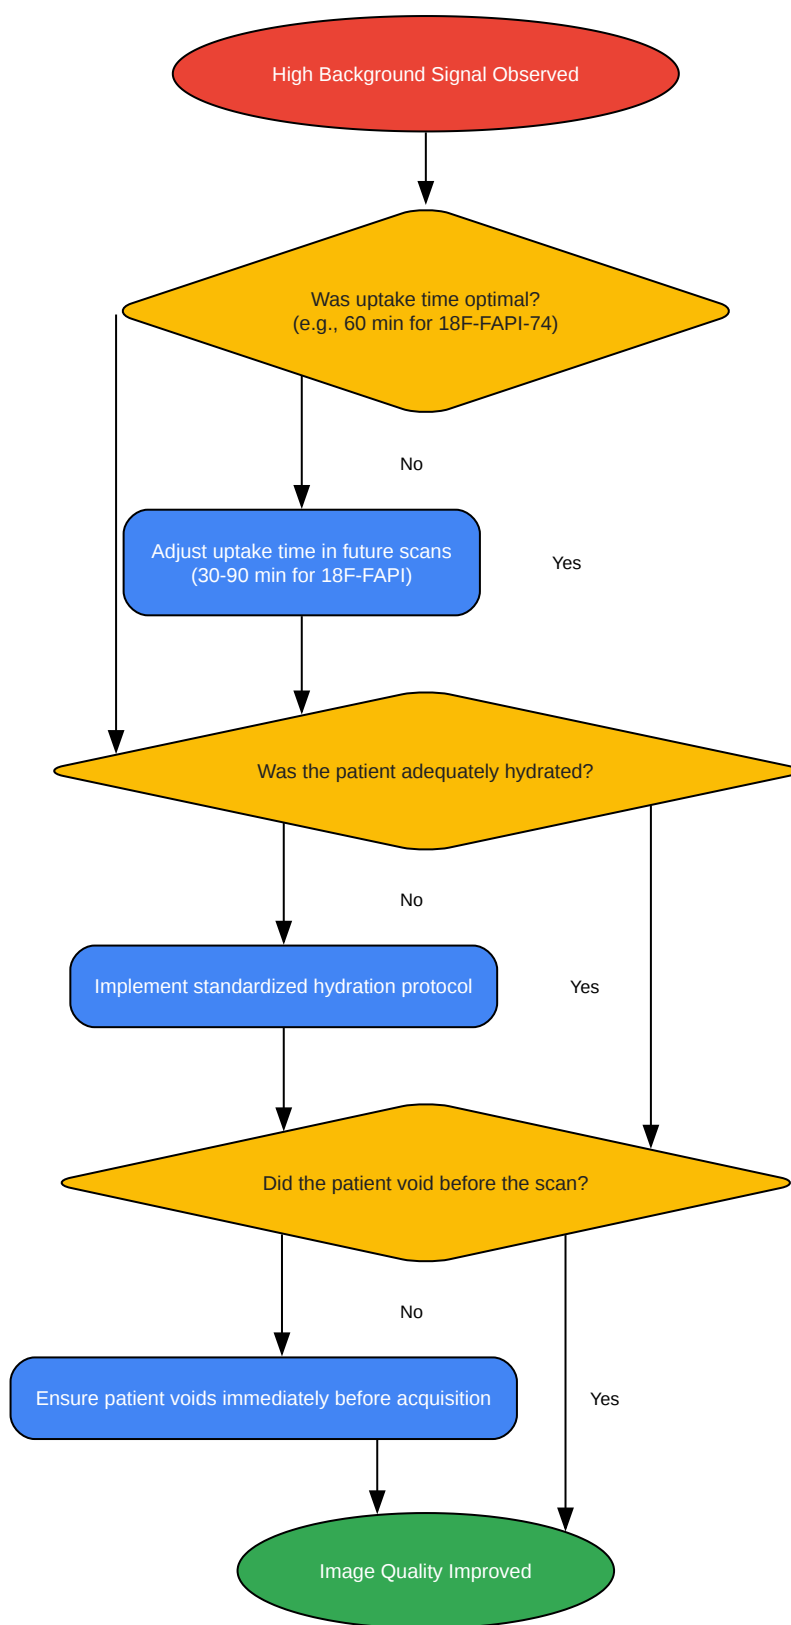 High Background Signal Observed
Was uptake time optimal?
(e.g., 60 min for 18F-FAPI-74)
No
Adjust uptake time in future scans
(30-90 min for 18F-FAPI)
Yes
Was the patient adequately hydrated?
No
Implement standardized hydration protocol
Yes
Did the patient void before the scan?
No
Ensure patient voids immediately before acquisition
Yes
Image Quality Improved